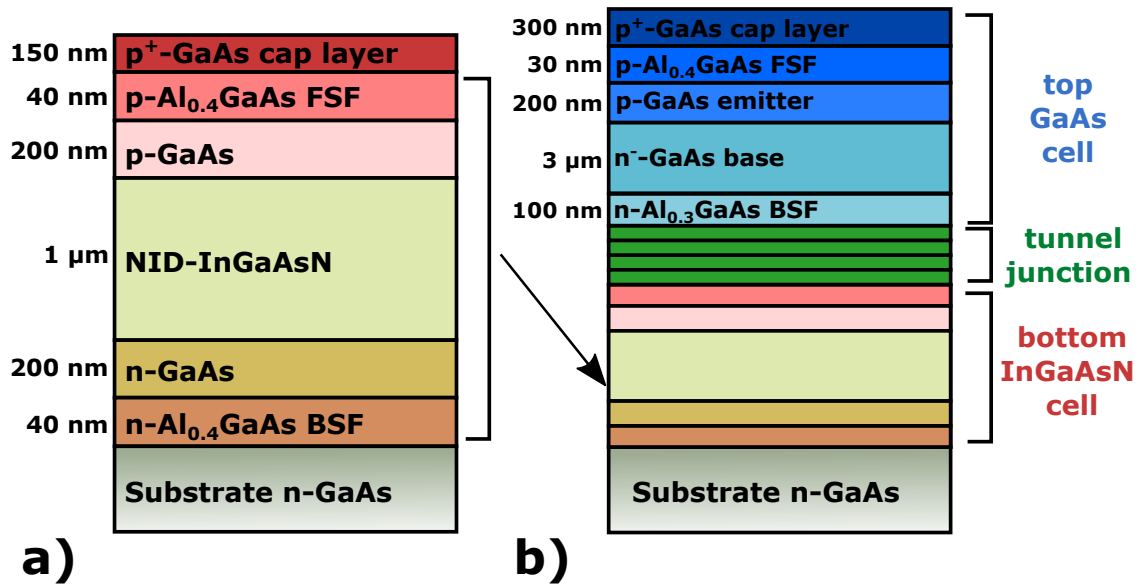 150 nm
p⁺-GaAs cap layer
40 nm
p-Al₀.₄GaAs FSF
200 nm
p-GaAs
1 µm
NID-InGaAsN
200 nm
n-GaAs
40 nm
n-Al₀.₄GaAs BSF
Substrate n-GaAs
a)
300 nm
p⁺-GaAs cap layer
30 nm
p-Al₀.₄GaAs FSF
200 nm
p-GaAs emitter
3 µm
n⁻-GaAs base
100 nm
n-Al₀.₃GaAs BSF
top
GaAs
cell
tunnel
junction
bottom
InGaAsN
cell
Substrate n-GaAs
b)